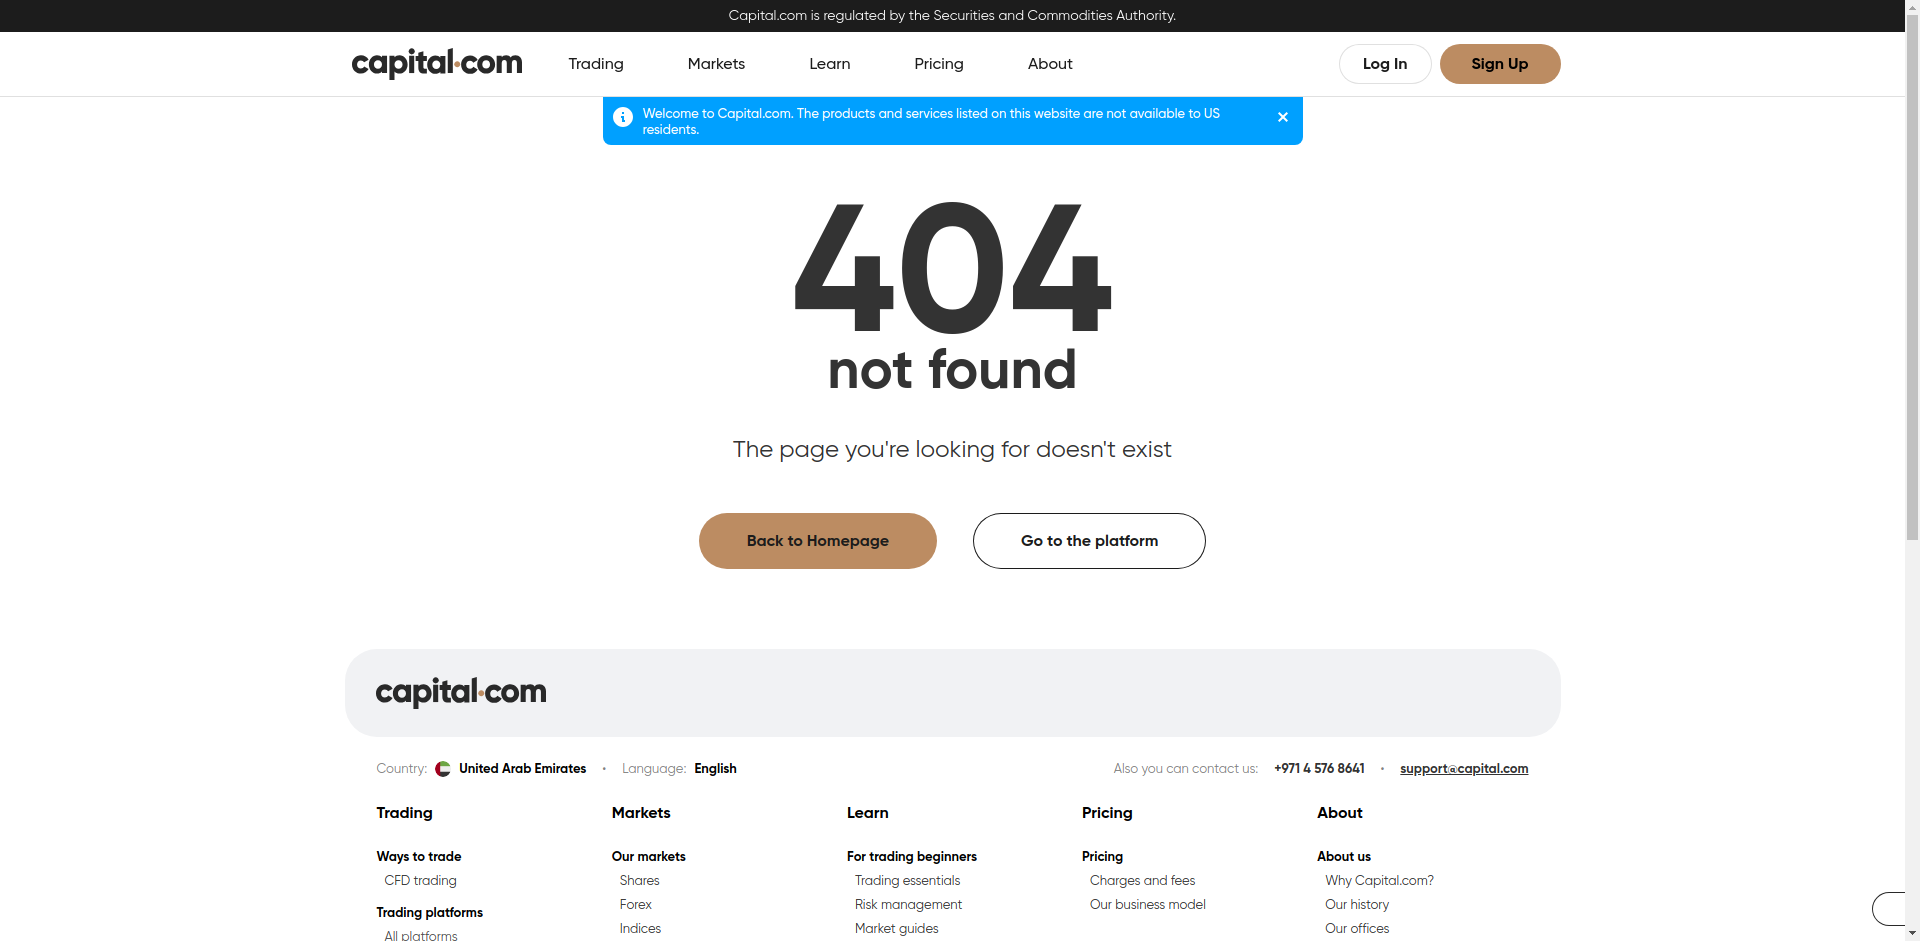 Capital.com is regulated by the Securities and Commodities Authority.
capital.com Trading Markets Learn Pricing About Log In Sign Up
Welcome to Capital.com. The products and services listed on this website are not available to US
residents.
404
not found
The page you're looking for doesn't exist
Back to Homepage Go to the platform
capital.com
Country: United Arab Emirates • Language: English Also you can contact us: +971 4 576 8641 • support@capital.com
Trading Markets Learn Pricing About
Ways to trade Our markets For trading beginners Pricing About us
CFD trading Shares Trading essentials Charges and fees Why Capital.com?
Forex Risk management Our business model Our history
Trading platforms
Indices Market guides Our offices
All platforms